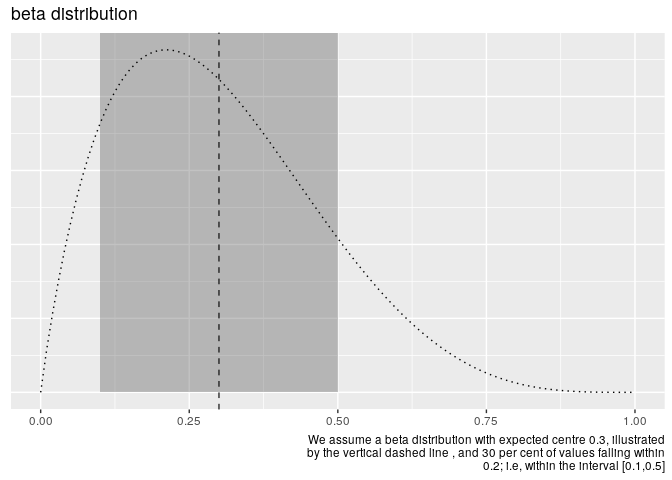 beta distribution
0.00 0.25 0.50 0.75 1.00
We assume a beta distribution with expected centre 0.3, illustrated
by the vertical dashed line , and 30 per cent of values falling within
0.2; i.e, within the interval [0.1,0.5]